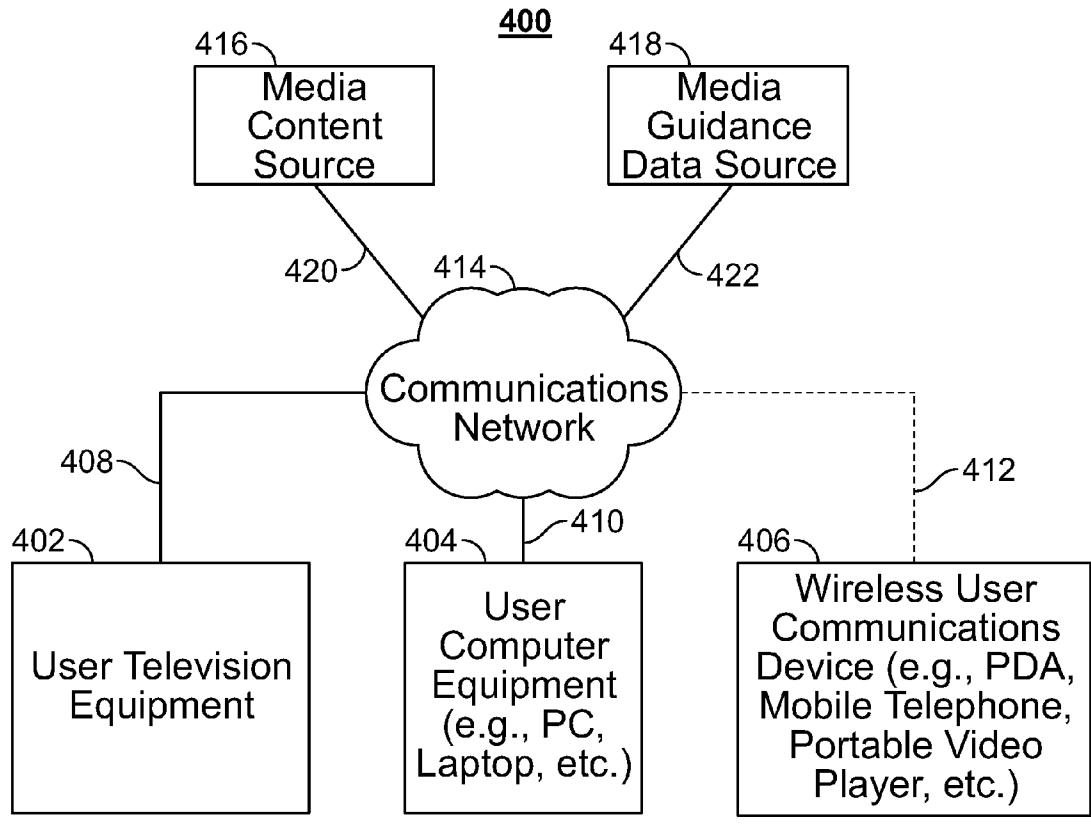 400
416
Media
Content
Source
418
Media
Guidance
Data Source
420
414
422
Communications
Network
408
410
412
402
User Television
Equipment
404
User
Computer
Equipment
(e.g., PC,
Laptop, etc.)
406
Wireless User
Communications
Device (e.g., PDA,
Mobile Telephone,
Portable Video
Player, etc.)